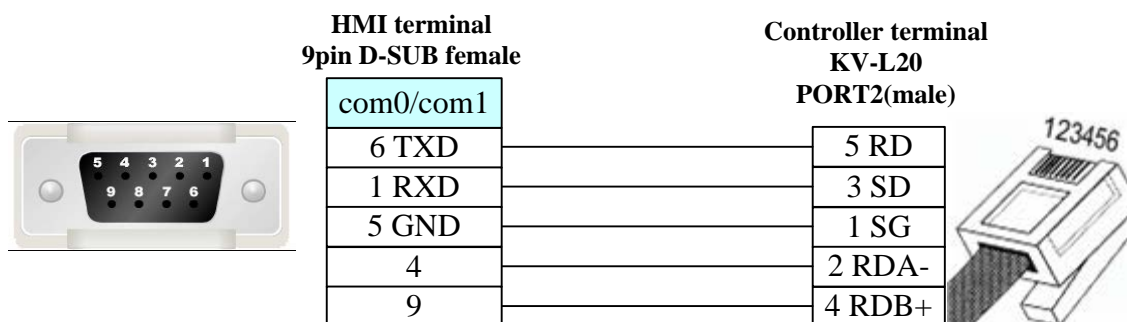 HMI terminal
9pin D-SUB female
Controller terminal
KV-L20
PORT2(male)
com0/com1
6 TXD
5 RD
1 RXD
3 SD
5 GND
1 SG
4
2 RDA-
9
4 RDB+
5 4 3 2 1
9 8 7 6
123456